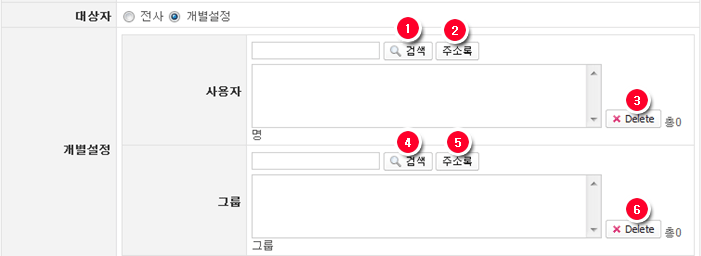 대상자 전사 개별설정
1 2
검색 주소록
사용자
3
Delete 총0
명
개별설정
4 5
검색 주소록
그룹
6
Delete 총0
그룹